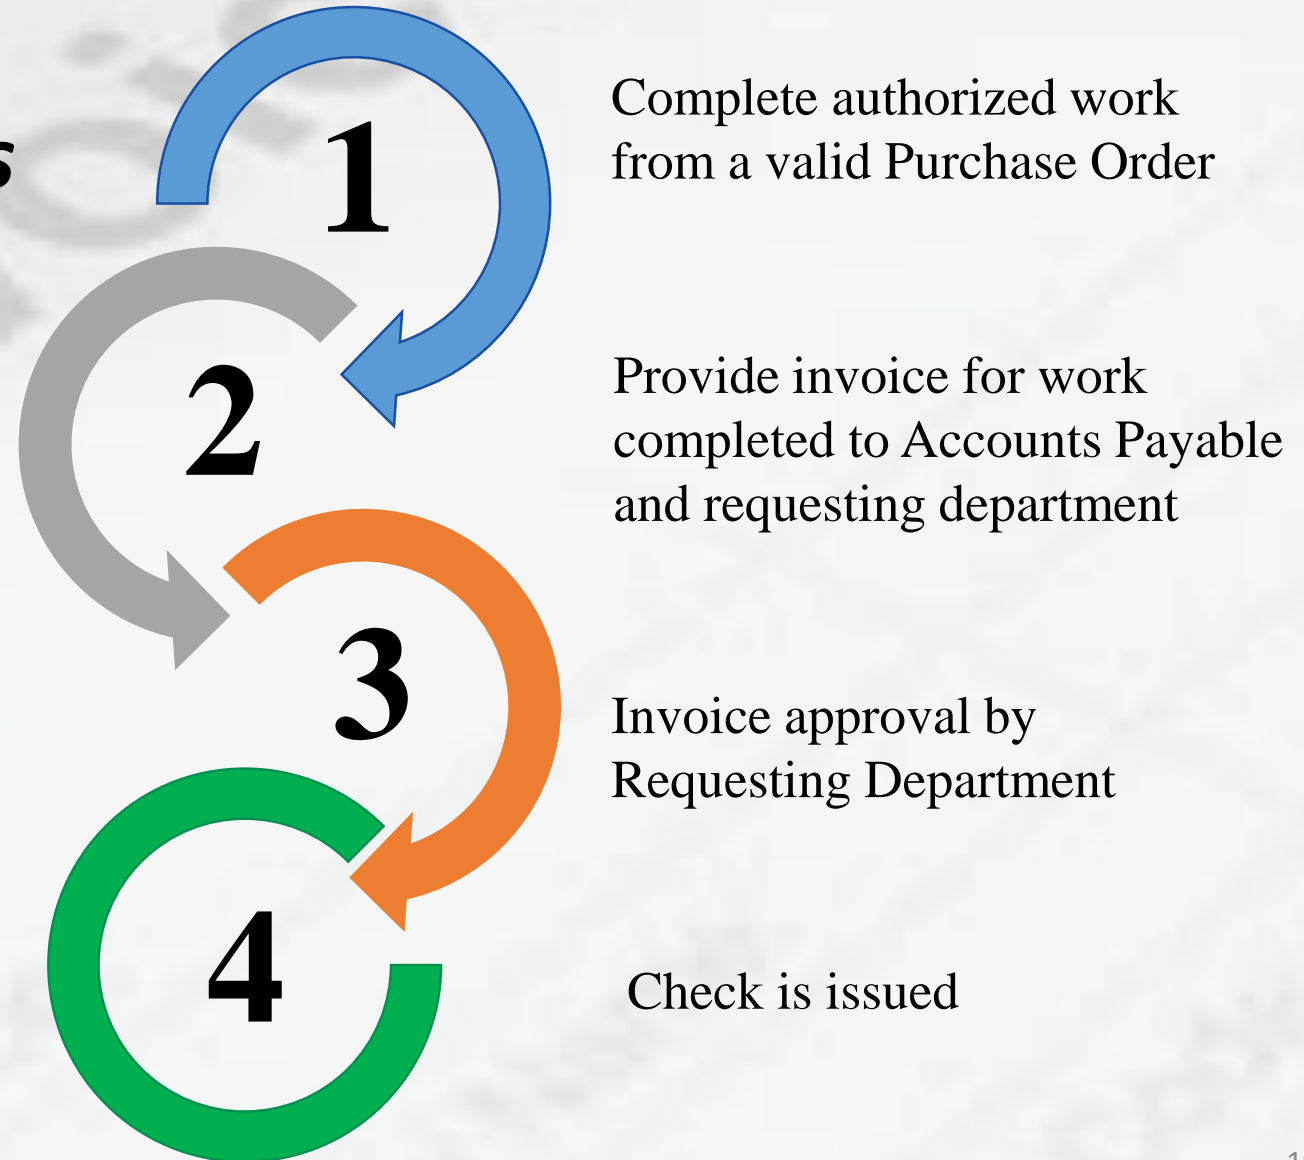 1
Complete authorized work
from a valid Purchase Order
2
Provide invoice for work
completed to Accounts Payable
and requesting department
3
Invoice approval by
Requesting Department
4
Check is issued